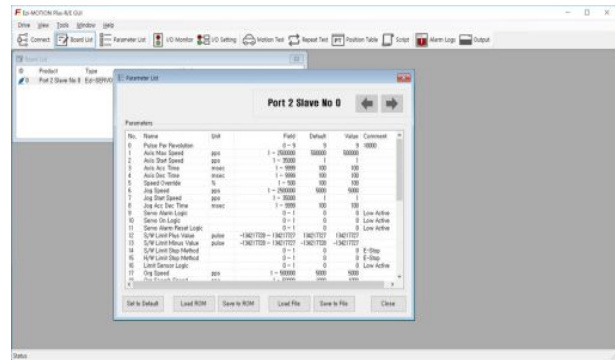 Ezi-MOTION Plus-R/E GUI
Drive View Tools Window Help
Connect Board List Parameter List I/O Monitor I/O Setting Motion Test Repeat Test PT Position Table Script Alarm Logs Output
ID Product Type
0 Port 2 Slave No 0 Ezi-SERVO
Parameter List
Port 2 Slave No 0
Parameters
No. Name Unit Field Default Value Comment
0 Pulse Per Revolution 0 ~ 9 9 9 10000
1 Axis Max Speed pps 1 ~ 2500000 500000 500000
2 Axis Start Speed pps 1 ~ 35000 1 1
3 Axis Acc Time msec 1 ~ 9999 100 100
4 Axis Dec Time msec 1 ~ 9999 100 100
5 Speed Override % 1 ~ 500 100 100
6 Jog Speed pps 1 ~ 2500000 5000 5000
7 Jog Start Speed pps 1 ~ 35000 1 1
8 Jog Acc Dec Time msec 1 ~ 9999 100 100
9 Servo Alarm Logic 0 ~ 1 0 0 Low Active
10 Servo On Logic 0 ~ 1 0 0 Low Active
11 Servo Alarm Reset Logic 0 ~ 1 0 0 Low Active
12 S/W Limit Plus Value pulse -134217728 ~ 134217727 134217727 134217727
13 S/W Limit Minus Value pulse -134217728 ~ 134217727 -134217728 -134217728
14 S/W Limit Stop Method 0 ~ 1 0 0 E-Stop
15 H/W Limit Stop Method 0 ~ 1 0 0 E-Stop
16 Limit Sensor Logic 0 ~ 1 0 0 Low Active
17 Org Speed pps 1 ~ 500000 5000 5000
Set to Default Load ROM Save to ROM Load File Save to File Close
Status